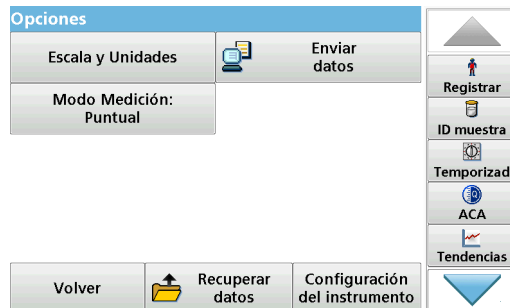 Opciones
Escala y Unidades
Enviar
datos
Modo Medición:
Puntual
Volver
Recuperar
datos
Configuración
del instrumento
Registrar
ID muestra
Temporizad
ACA
Tendencias